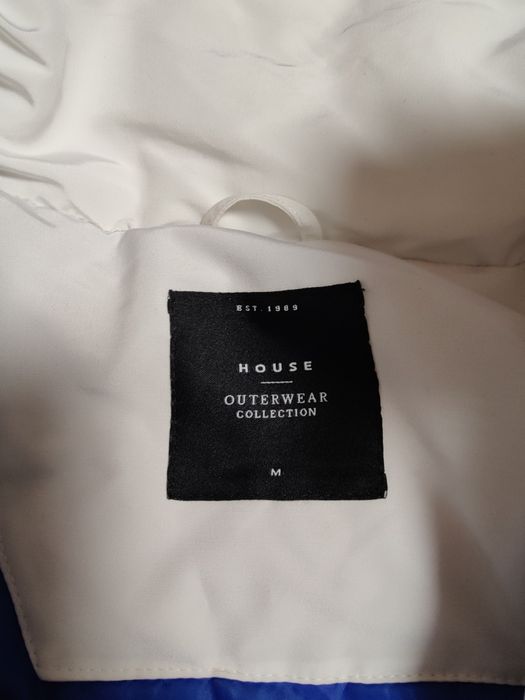 EST. 1989
HOUSE
OUTERWEAR
COLLECTION
M